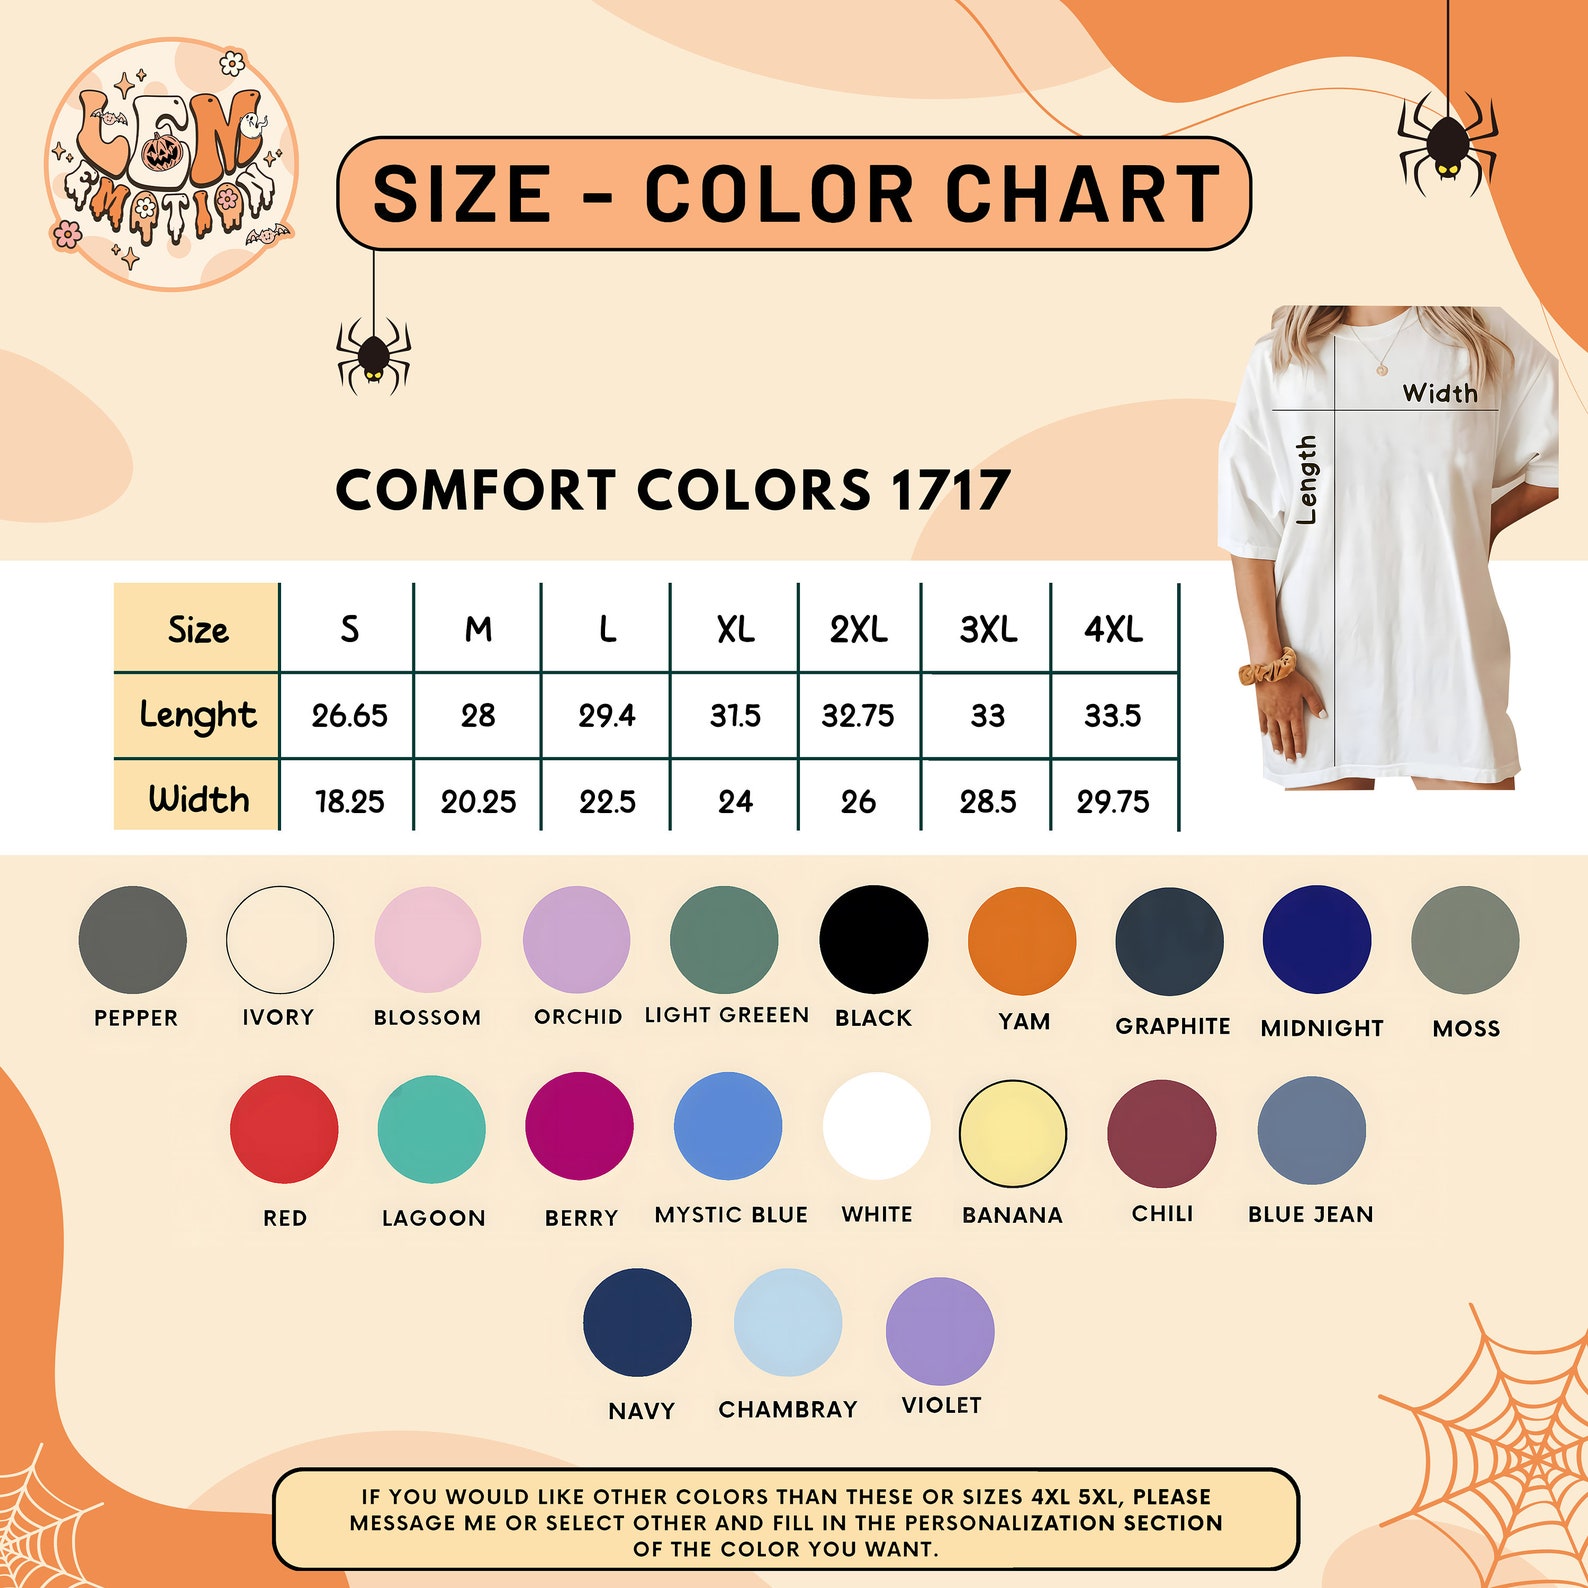 LEM
EMOTION
SIZE - COLOR CHART
Width
Length
COMFORT COLORS 1717
Size S M L XL 2XL 3XL 4XL
Lenght 26.65 28 29.4 31.5 32.75 33 33.5
Width 18.25 20.25 22.5 24 26 28.5 29.75
PEPPER IVORY BLOSSOM ORCHID LIGHT GREEEN BLACK YAM GRAPHITE MIDNIGHT MOSS
RED LAGOON BERRY MYSTIC BLUE WHITE BANANA CHILI BLUE JEAN
NAVY CHAMBRAY VIOLET
IF YOU WOULD LIKE OTHER COLORS THAN THESE OR SIZES 4XL 5XL, PLEASE
MESSAGE ME OR SELECT OTHER AND FILL IN THE PERSONALIZATION SECTION
OF THE COLOR YOU WANT.